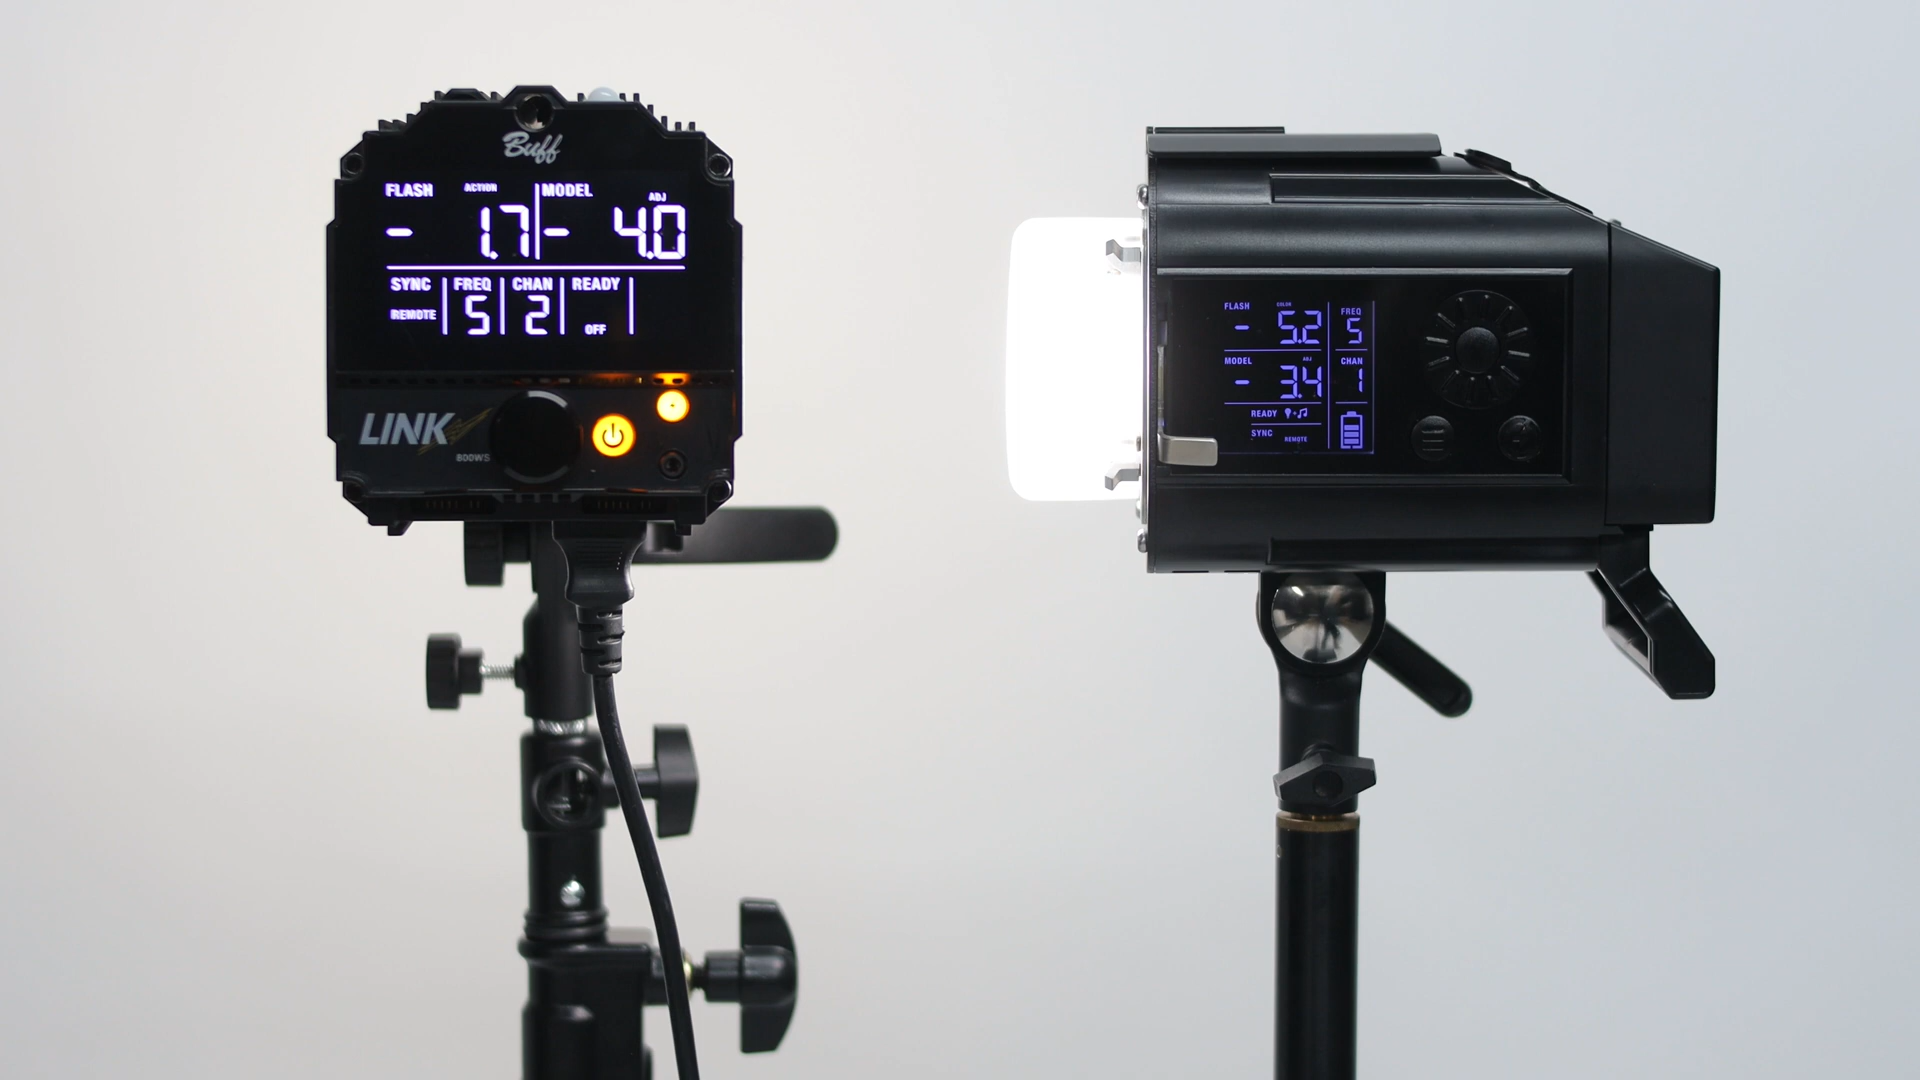 Buff
FLASH ACTION MODEL ADJ
- 1.7 - 4.0
SYNC FREQ CHAN READY
REMOTE 5 2 OFF
LINK
800WS
FLASH COLOR FREQ
- 5.2 5
MODEL ADJ CHAN
- 3.4 1
READY
SYNC REMOTE